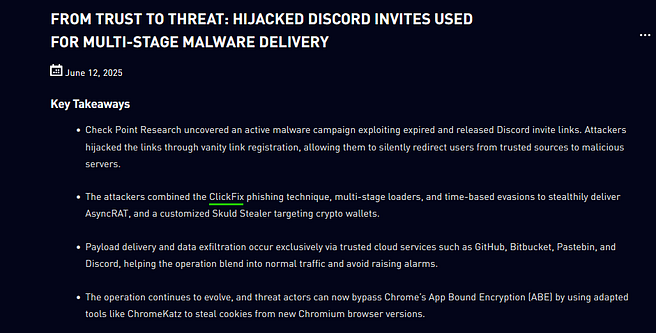 FROM TRUST TO THREAT: HIJACKED DISCORD INVITES USED
FOR MULTI-STAGE MALWARE DELIVERY
June 12, 2025
Key Takeaways
• Check Point Research uncovered an active malware campaign exploiting expired and released Discord invite links. Attackers
hijacked the links through vanity link registration, allowing them to silently redirect users from trusted sources to malicious
servers.
• The attackers combined the ClickFix phishing technique, multi-stage loaders, and time-based evasions to stealthily deliver
AsyncRAT, and a customized Skuld Stealer targeting crypto wallets.
• Payload delivery and data exfiltration occur exclusively via trusted cloud services such as GitHub, Bitbucket, Pastebin, and
Discord, helping the operation blend into normal traffic and avoid raising alarms.
• The operation continues to evolve, and threat actors can now bypass Chrome's App Bound Encryption (ABE) by using adapted
tools like ChromeKatz to steal cookies from new Chromium browser versions.